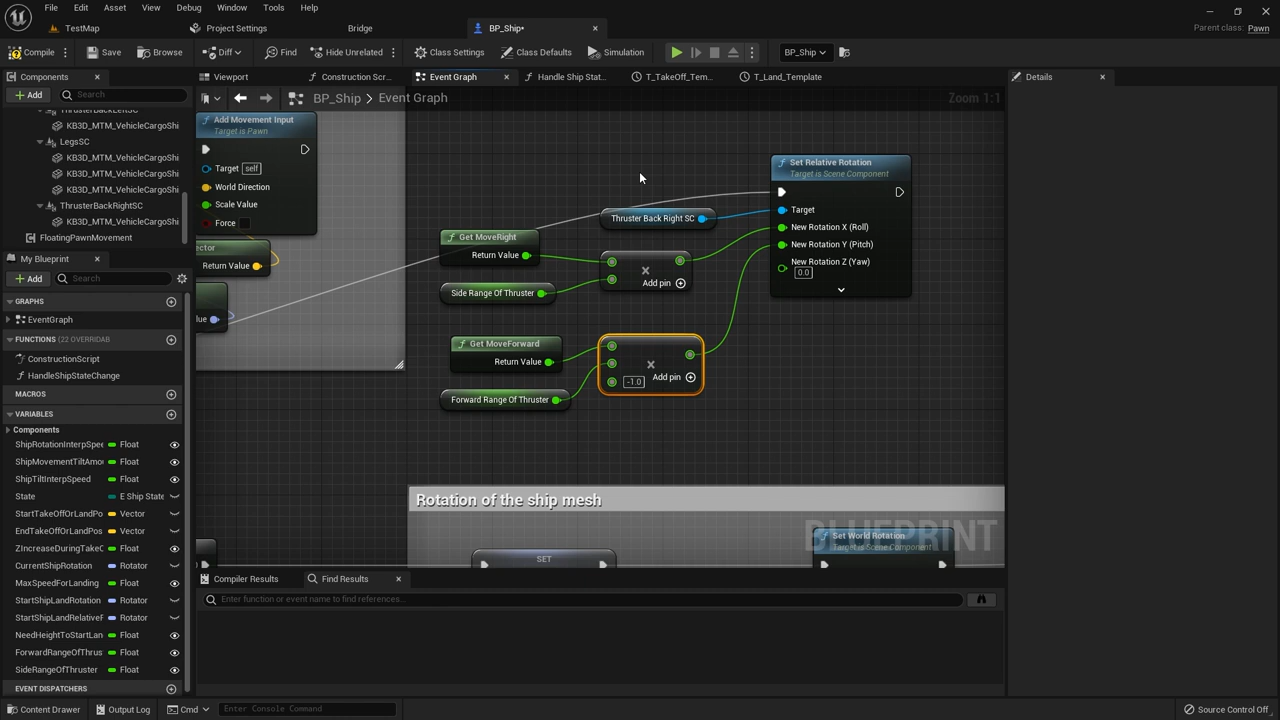 File Edit Asset View Debug Window Tools Help
TestMap Project Settings Bridge BP_Ship* Parent class: Pawn
Compile Save Browse Diff Find Hide Unrelated Class Settings Class Defaults Simulation BP_Ship
Components
Viewport Construction Scr... Event Graph Handle Ship Stat... T_TakeOff_Tem... T_Land_Template Details
Add Search
BP_Ship > Event Graph Zoom 1:1
ThrusterBackLeftSC
KB3D_MTM_VehicleCargoShi
LegsSC
KB3D_MTM_VehicleCargoShi
KB3D_MTM_VehicleCargoShi
KB3D_MTM_VehicleCargoShi
ThrusterBackRightSC
KB3D_MTM_VehicleCargoShi
FloatingPawnMovement
My Blueprint
Add Search
GRAPHS
EventGraph
FUNCTIONS (22 OVERRIDAB
ConstructionScript
HandleShipStateChange
MACROS
VARIABLES
Components
ShipRotationInterpSpee Float
ShipMovementTiltAmou Float
ShipTiltInterpSpeed Float
State E Ship State
StartTakeOffOrLandPos Vector
EndTakeOffOrLandPos Vector
ZIncreaseDuringTakeO Float
CurrentShipRotation Rotator
MaxSpeedForLanding Float
StartShipLandRotation Rotator
StartShipLandRelativeR Rotator
NeedHeightToStartLan Float
ForwardRangeOfThrus Float
SideRangeOfThruster Float
EVENT DISPATCHERS
Add Movement Input
Target is Pawn
Target self
World Direction
Scale Value
Force
ector
Return Value
lue
Get MoveRight
Return Value
Side Range Of Thruster
Get MoveForward
Return Value
Forward Range Of Thruster
Thruster Back Right SC
Add pin
-1.0 Add pin
Set Relative Rotation
Target is Scene Component
Target
New Rotation X (Roll)
New Rotation Y (Pitch)
New Rotation Z (Yaw)
0.0
Rotation of the ship mesh
BLUEPRINT
SET
Set World Rotation
Target is Scene Component
Compiler Results Find Results
Enter function or event name to find references...
Content Drawer Output Log Cmd Enter Console Command Source Control Off